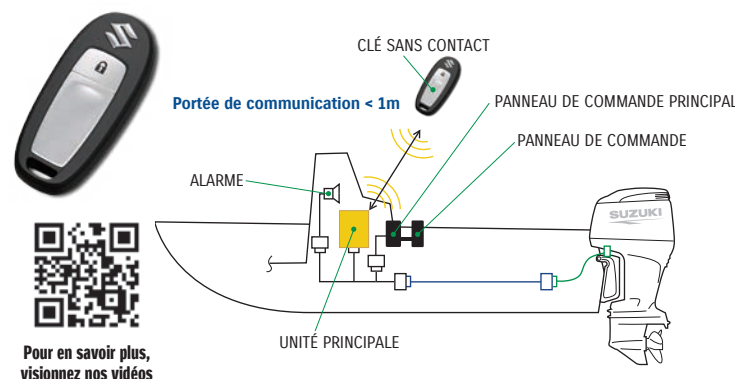 CLÉ SANS CONTACT
Portée de communication < 1m
PANNEAU DE COMMANDE PRINCIPAL
PANNEAU DE COMMANDE
ALARME
SUZUKI
UNITÉ PRINCIPALE
Pour en savoir plus,
visionnez nos vidéos